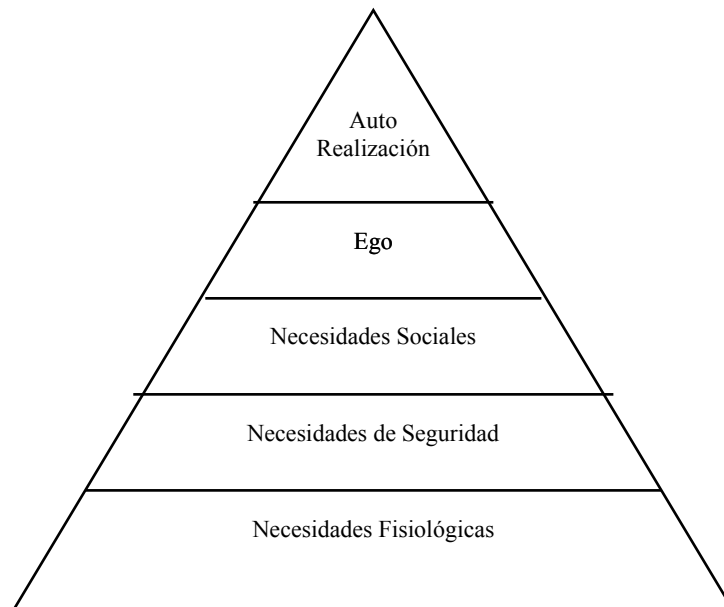 Auto
Realización
Ego
Necesidades Sociales
Necesidades de Seguridad
Necesidades Fisiológicas